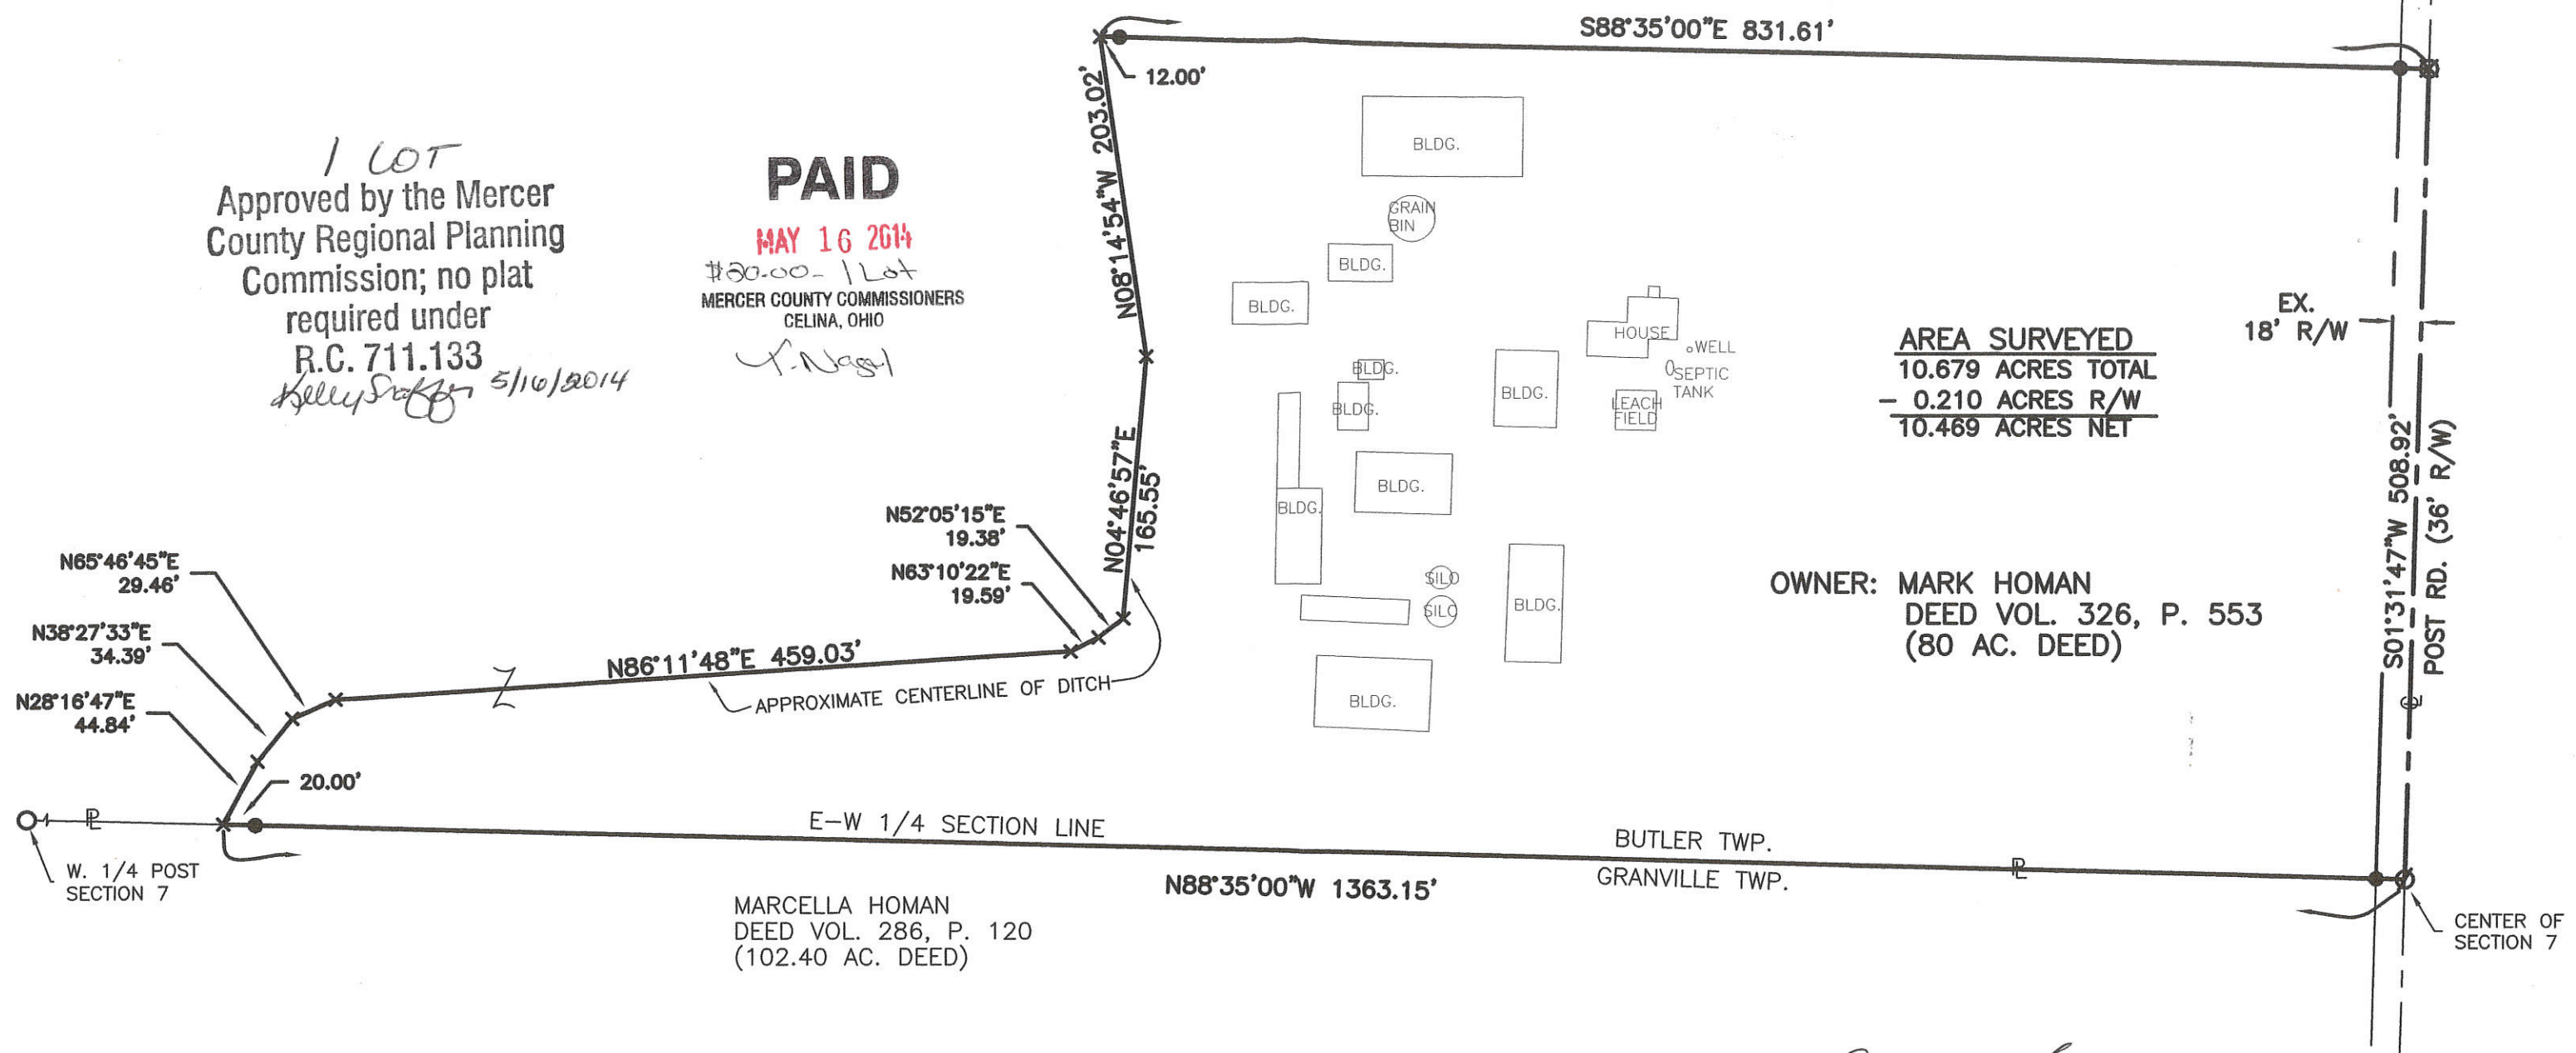 S88°35'00"E 831.61'
12.00'
N08°14'54"W 203.02'
1 LOT
Approved by the Mercer
County Regional Planning
Commission; no plat
required under
R.C. 711.133
5/16/2014
PAID
MAY 16 2014
1 Lot
MERCER COUNTY COMMISSIONERS
CELINA, OHIO
BLDG.
GRAIN
BIN
BLDG.
BLDG.
HOUSE
WELL
SEPTIC
TANK
BLDG.
BLDG.
BLDG.
LEACH
FIELD
BLDG.
BLDG.
SILO
SILO
BLDG.
BLDG.
AREA SURVEYED
10.679 ACRES TOTAL
- 0.210 ACRES R/W
10.469 ACRES NET
EX.
18' R/W
S01°31'47"W 508.92'
POST RD. (36' R/W)
OWNER: MARK HOMAN
DEED VOL. 326, P. 553
(80 AC. DEED)
N04°46'57"E
165.55'
N52°05'15"E
19.38'
N63°10'22"E
19.59'
N65°46'45"E
29.46'
N38°27'33"E
34.39'
N28°16'47"E
44.84'
N86°11'48"E 459.03'
Z
APPROXIMATE CENTERLINE OF DITCH
20.00'
PL
E-W 1/4 SECTION LINE
BUTLER TWP.
PL
GRANVILLE TWP.
CL
W. 1/4 POST
SECTION 7
N88°35'00"W 1363.15'
MARCELLA HOMAN
DEED VOL. 286, P. 120
(102.40 AC. DEED)
CENTER OF
SECTION 7